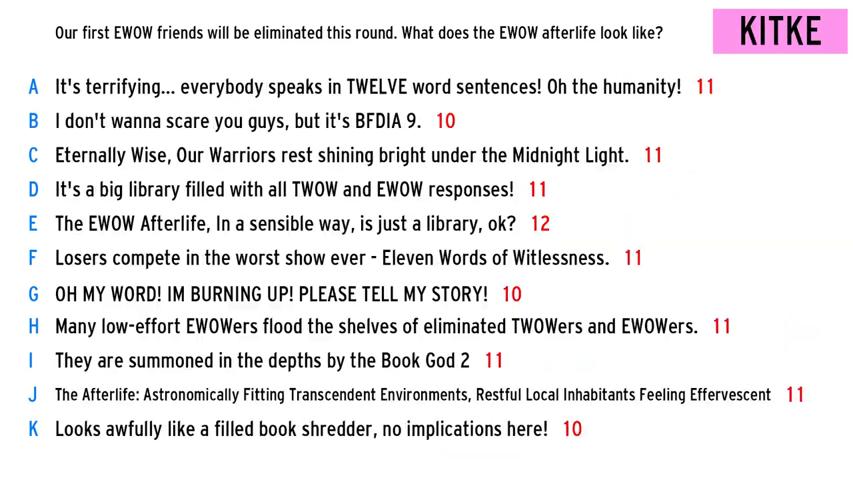 Our first EWOW friends will be eliminated this round. What does the EWOW afterlife look like?
KITKE
A It's terrifying... everybody speaks in TWELVE word sentences! Oh the humanity! 11
B I don't wanna scare you guys, but it's BFDIA 9. 10
C Eternally Wise, Our Warriors rest shining bright under the Midnight Light. 11
D It's a big library filled with all TWOW and EWOW responses! 11
E The EWOW Afterlife, In a sensible way, is just a library, ok? 12
F Losers compete in the worst show ever - Eleven Words of Witlessness. 11
G OH MY WORD! IM BURNING UP! PLEASE TELL MY STORY! 10
H Many low-effort EWOWers flood the shelves of eliminated TWOWers and EWOWers. 11
I They are summoned in the depths by the Book God 2 11
J The Afterlife: Astronomically Fitting Transcendent Environments, Restful Local Inhabitants Feeling Effervescent 11
K Looks awfully like a filled book shredder, no implications here! 10